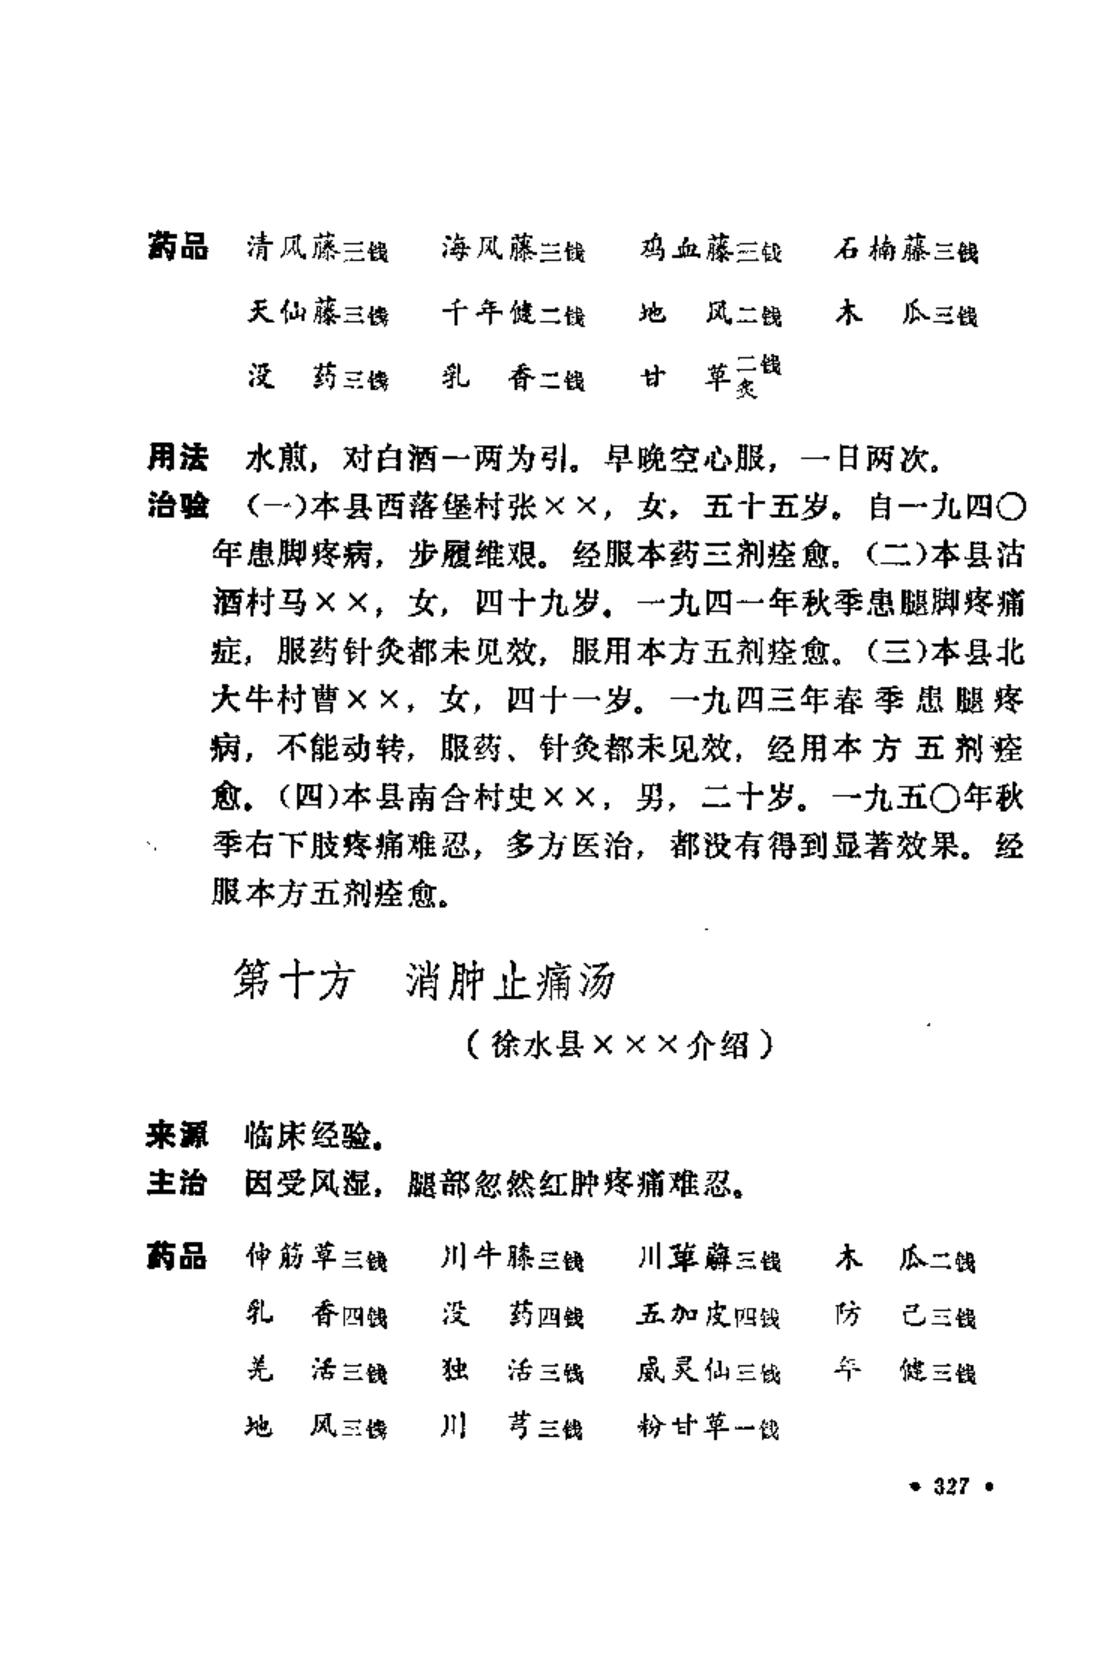 药品 清风藤三钱 海风藤三钱 鸡血藤三钱 石楠藤三钱
天仙藤三钱 千年健二钱 地 风二钱 木 瓜三钱
没 药三钱 乳 香二钱 甘 草二钱炙
用法 水煎，对白酒一两为引。早晚空心服，一日两次。
治验 （一）本县西落堡村张××，女，五十五岁。自一九四〇
年患脚疼病，步履维艰。经服本药三剂痊愈。（二）本县沽
酒村马××，女，四十九岁。一九四一年秋季患腿脚疼痛
症，服药针灸都未见效，服用本方五剂痊愈。（三）本县北
大牛村曹××，女，四十一岁。一九四三年春季患腿疼
病，不能动转，服药、针灸都未见效，经用本方五剂痊
愈。（四）本县南合村史××，男，二十岁。一九五〇年秋
季右下肢疼痛难忍，多方医治，都没有得到显著效果。经
服本方五剂痊愈。
第十方 消肿止痛汤
（徐水县×××介绍）
来源 临床经验。
主治 因受风湿，腿部忽然红肿疼痛难忍。
药品 伸筋草三钱 川牛膝三钱 川萆薢三钱 木 瓜二钱
乳 香四钱 没 药四钱 五加皮四钱 防 己三钱
羌 活三钱 独 活三钱 威灵仙三钱 年 健三钱
地 风三钱 川 芎三钱 粉甘草一钱
• 327 •